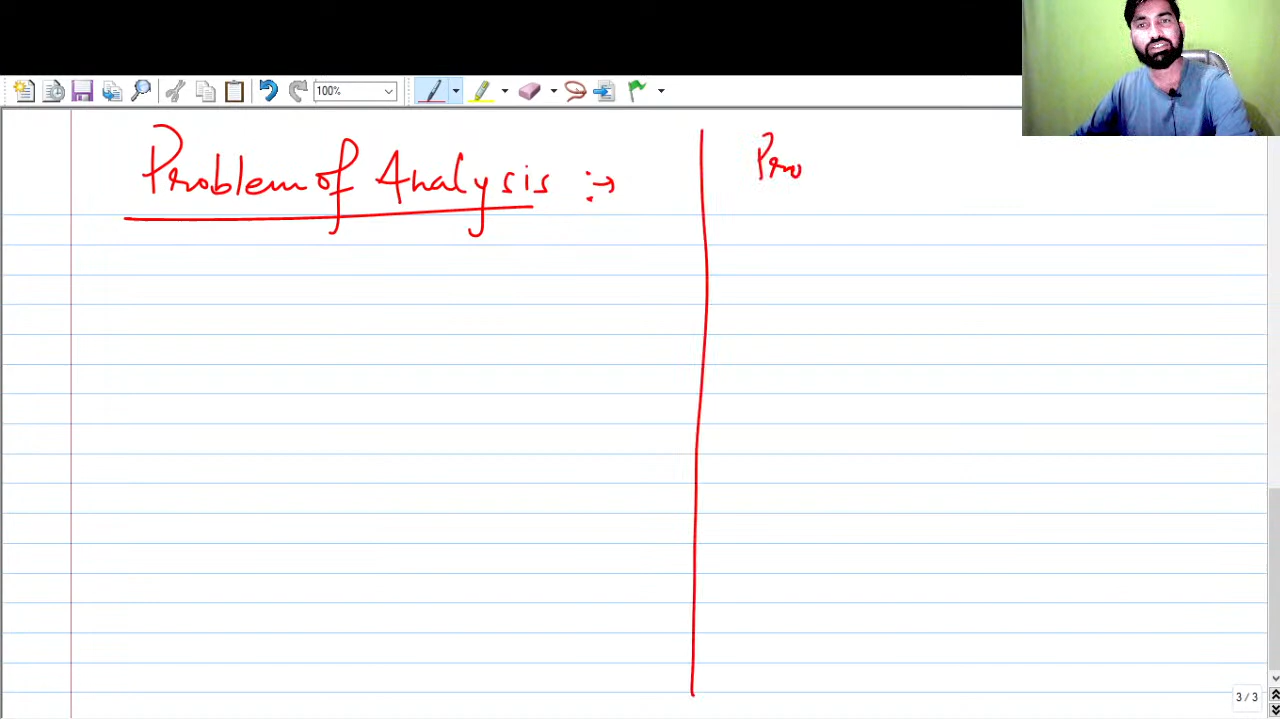 100%
Problem of Analysis :→
Pro
3/3